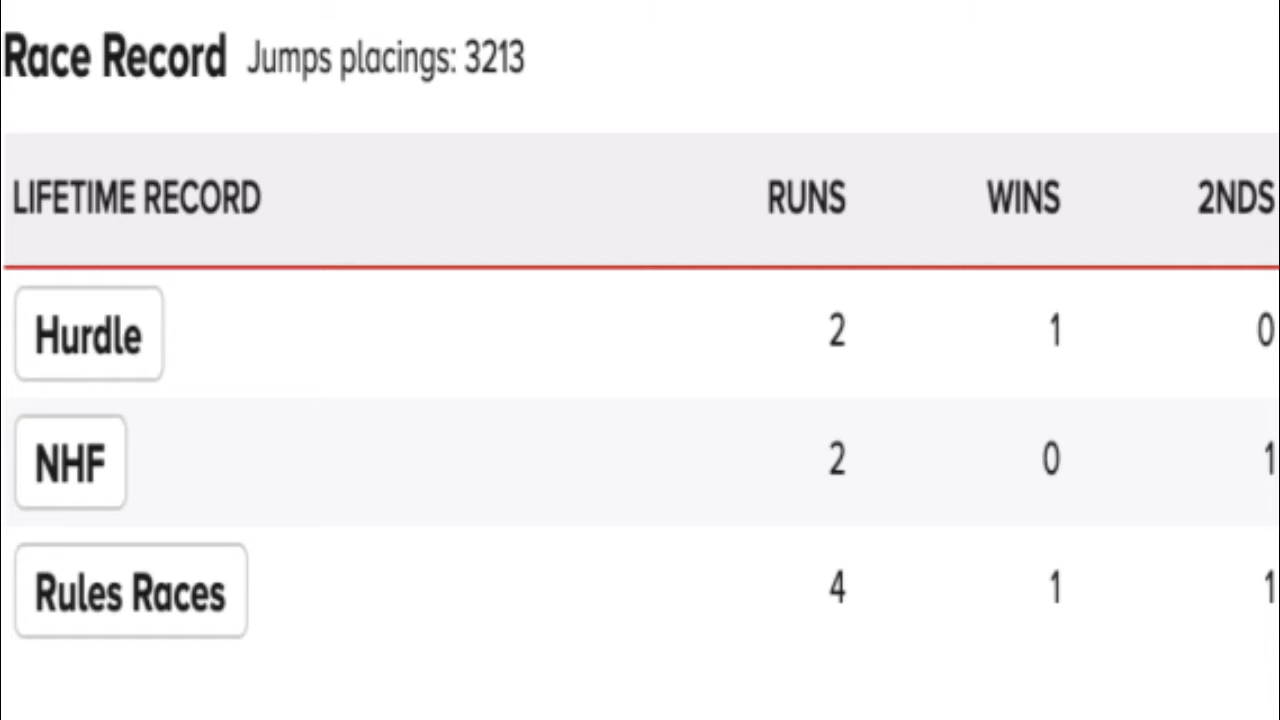 Race Record Jumps placings: 3213
LIFETIME RECORD RUNS WINS 2NDS
Hurdle 2 1 0
NHF 2 0 1
Rules Races 4 1 1